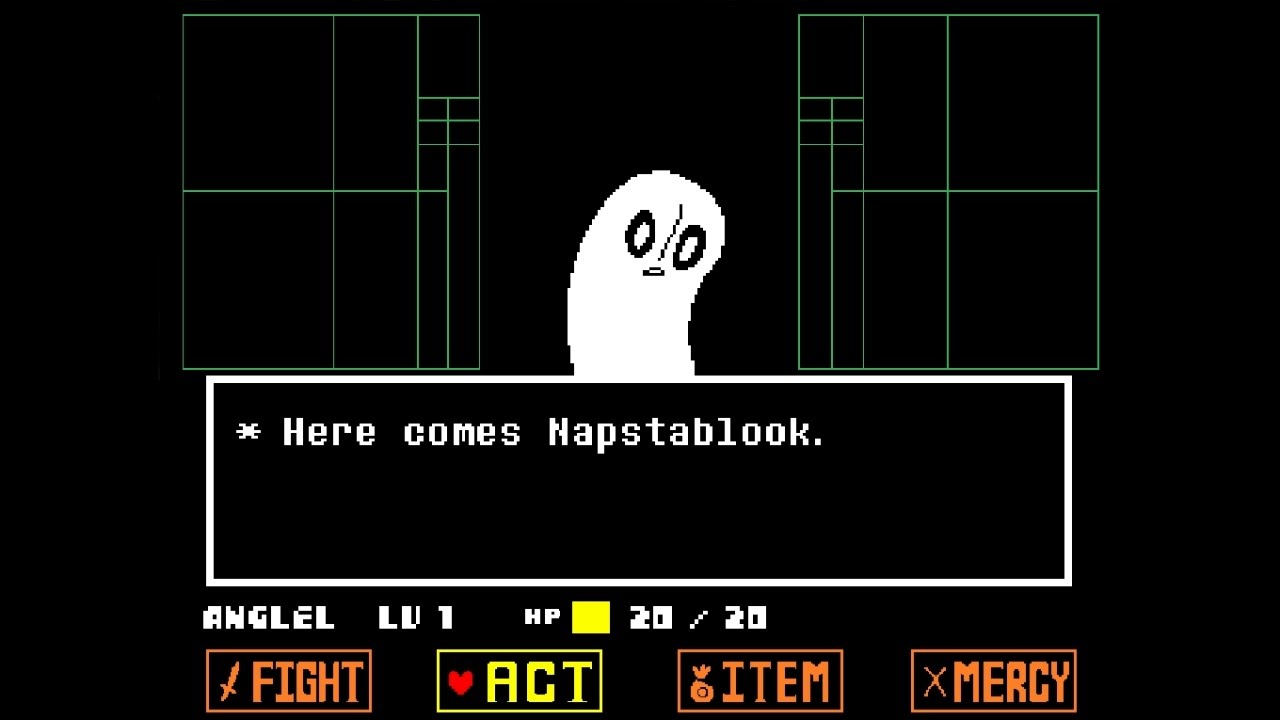 * Here comes Napstablook.
ANGLEL LV 1 HP 20 / 20
FIGHT ACT ITEM MERCY